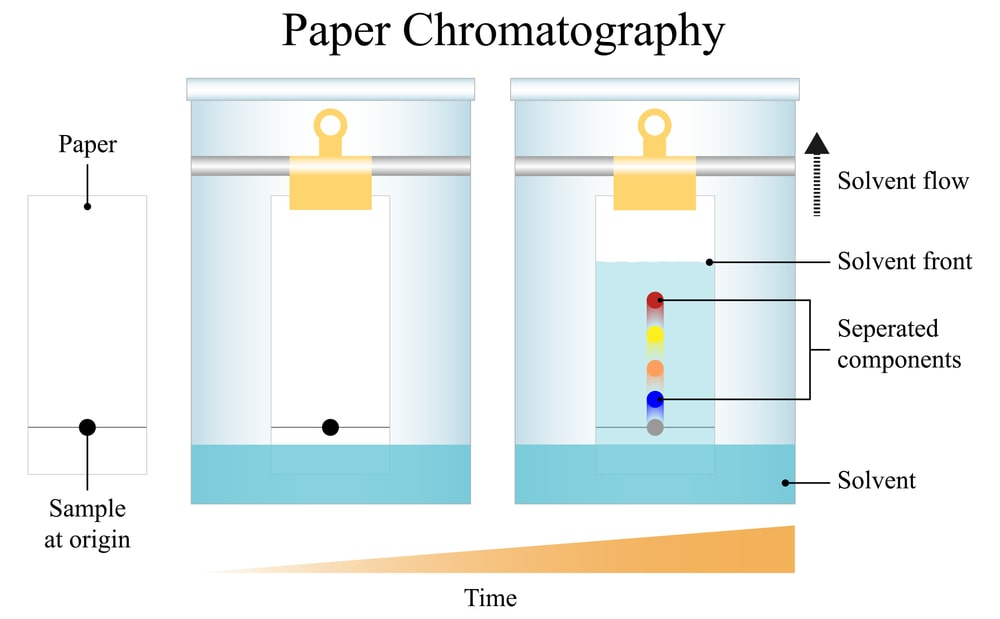 Paper Chromatography
Paper
Sample
at origin
Solvent flow
Solvent front
Seperated
components
Solvent
Time